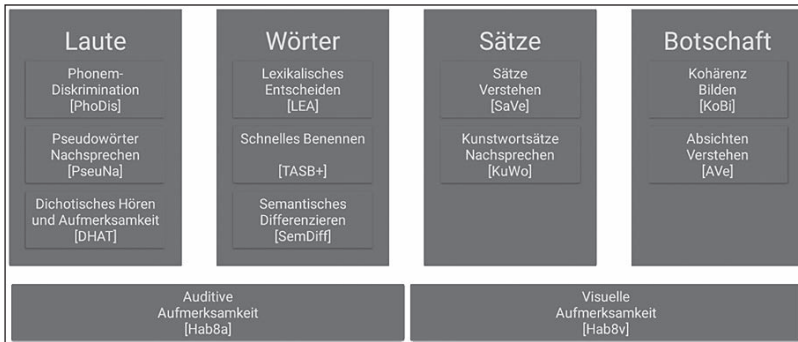 Laute
Phonem-
Diskrimination
[PhoDis]
Pseudowörter
Nachsprechen
[PseuNa]
Dichotisches Hören
und Aufmerksamkeit
[DHAT]
Wörter
Lexikalisches
Entscheiden
[LEA]
Schnelles Benennen
[TASB+]
Semantisches
Differenzieren
[SemDiff]
Sätze
Sätze
Verstehen
[SaVe]
Kunstwortsätze
Nachsprechen
[KuWo]
Botschaft
Kohärenz
Bilden
[KoBi]
Absichten
Verstehen
[AVe]
Auditive
Aufmerksamkeit
[Hab8a]
Visuelle
Aufmerksamkeit
[Hab8v]